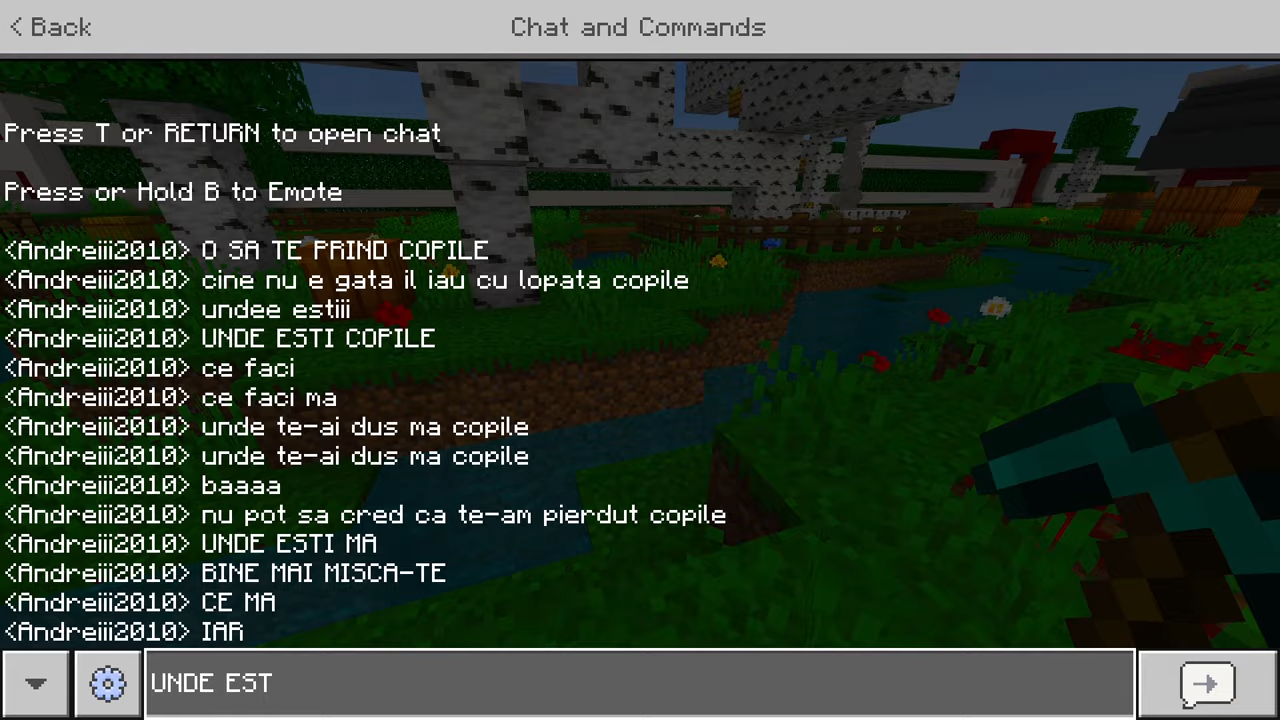 < Back
Chat and Commands
Press T or RETURN to open chat
Press or Hold B to Emote
<Andreiii2010> O SA TE PRIND COPILE
<Andreiii2010> cine nu e gata il iau cu lopata copile
<Andreiii2010> undee estiii
<Andreiii2010> UNDE ESTI COPILE
<Andreiii2010> ce faci
<Andreiii2010> ce faci ma
<Andreiii2010> unde te-ai dus ma copile
<Andreiii2010> unde te-ai dus ma copile
<Andreiii2010> baaaa
<Andreiii2010> nu pot sa cred ca te-am pierdut copile
<Andreiii2010> UNDE ESTI MA
<Andreiii2010> BINE MAI MISCA-TE
<Andreiii2010> CE MA
<Andreiii2010> IAR
UNDE EST